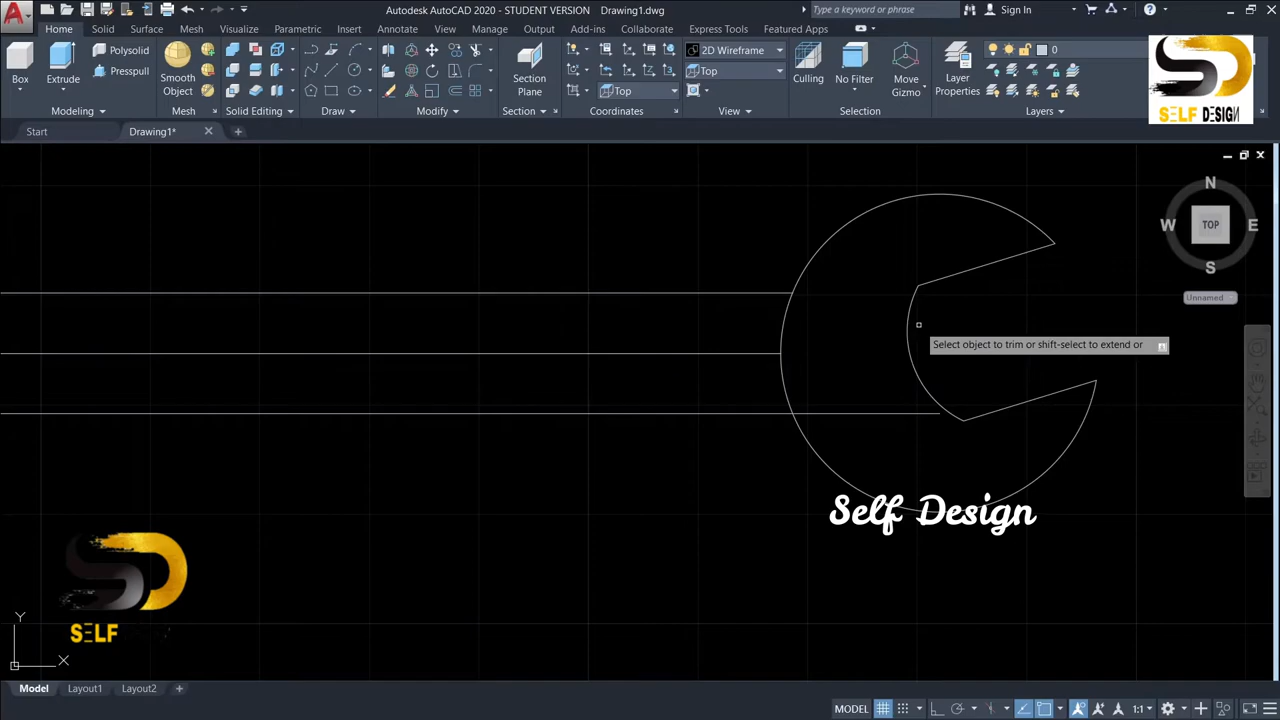 Autodesk AutoCAD 2020 - STUDENT VERSION Drawing1.dwg
Type a keyword or phrase
Sign In
Home Solid Surface Mesh Visualize Parametric Insert Annotate View Manage Output Add-ins Collaborate Express Tools Featured Apps
Box
Extrude
Polysolid
Presspull
Smooth
Object
Section
Plane
2D Wireframe
Top
Top
Culling
No Filter
Move
Gizmo
Layer
Properties
0
Modeling
Mesh
Solid Editing
Draw
Modify
Section
Coordinates
View
Selection
Layers
SELF DESIGN
Start
Drawing1*
N
W
TOP
E
S
Unnamed
Select object to trim or shift-select to extend or
Self Design
SELF
Y
X
Model
Layout1
Layout2
MODEL
1:1